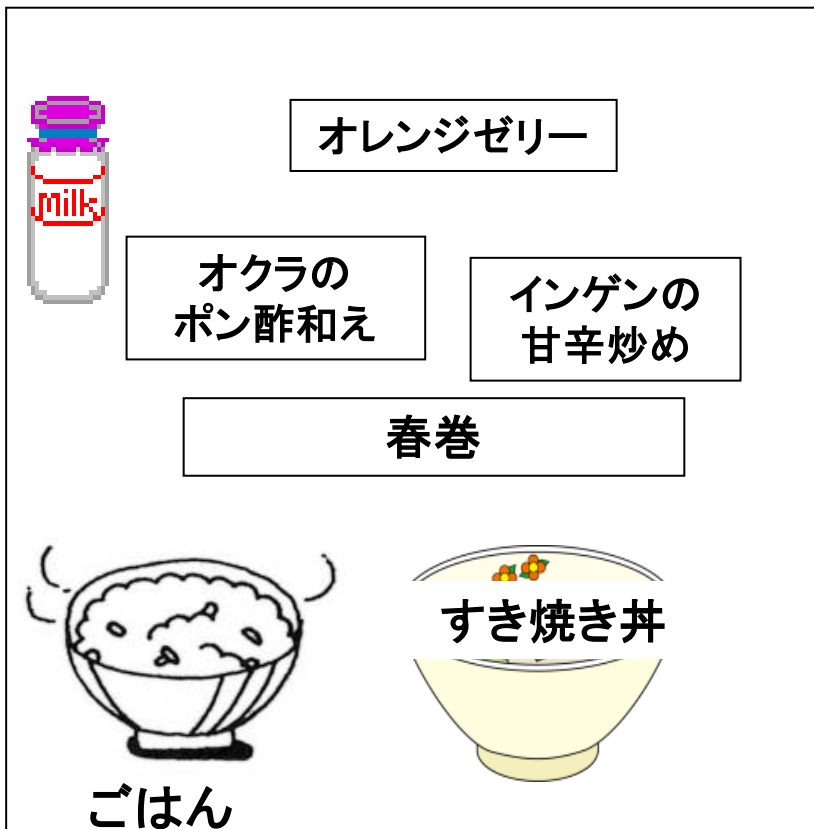 オレンジゼリー
Milk
オクラの
ポン酢和え
インゲンの
甘辛炒め
春巻
すき焼き丼
ごはん